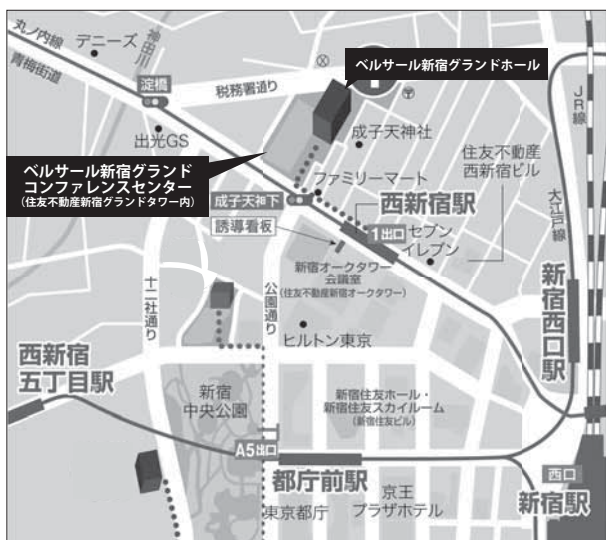 丸ノ内線
青梅街道
デニーズ
神田川
淀橋
税務署通り
ベルサール新宿グランドホール
JR線
出光GS
成子天神社
住友不動産
西新宿ビル
大江戸線
ベルサール新宿グランド
コンファレンスセンター
(住友不動産新宿グランドタワー内)
ファミリーマート
成子天神下
西新宿駅
1出口
セブン
イレブン
誘導看板
新宿オークタワー
会議室
(住友不動産新宿オークタワー)
十二社通り
公園通り
ヒルトン東京
新宿西口駅
西新宿
五丁目駅
新宿
中央公園
新宿住友ホール・
新宿住友スカイルーム
(新宿住友ビル)
A5出口
都庁前駅
西口
新宿駅
東京都庁
京王
プラザホテル